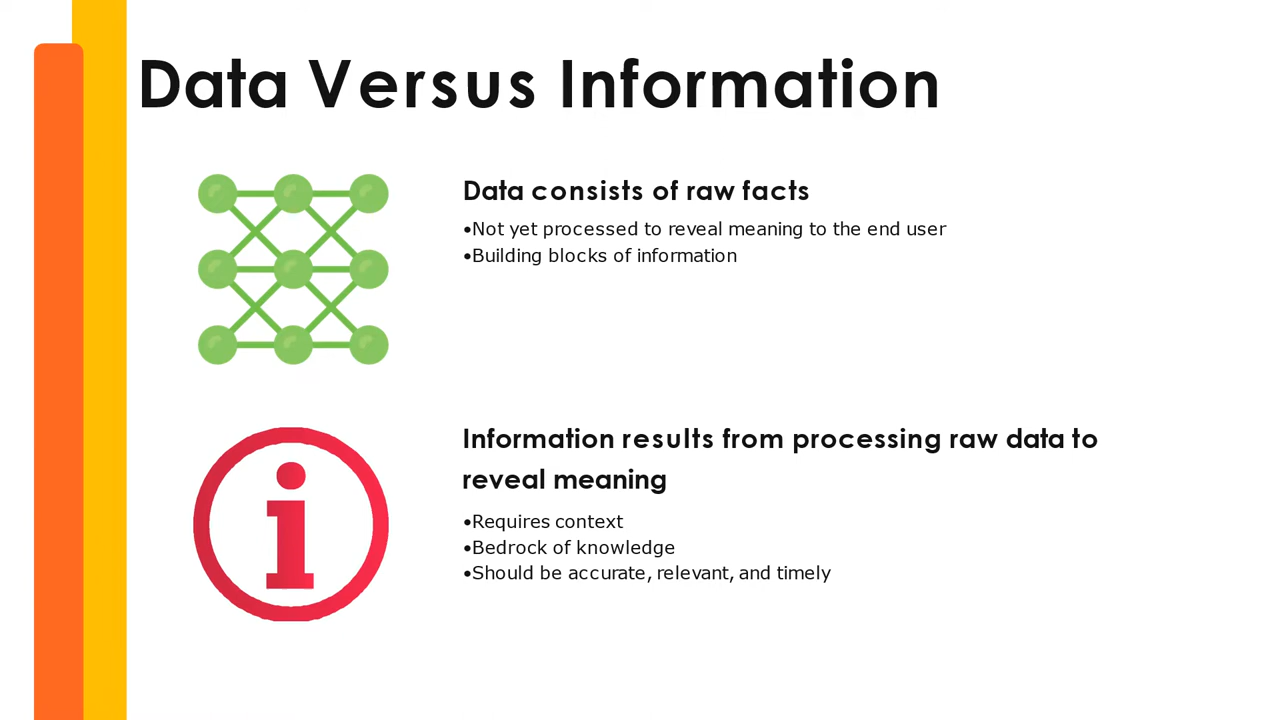 Data Versus Information
Data consists of raw facts
•Not yet processed to reveal meaning to the end user
•Building blocks of information
Information results from processing raw data to
reveal meaning
•Requires context
•Bedrock of knowledge
•Should be accurate, relevant, and timely